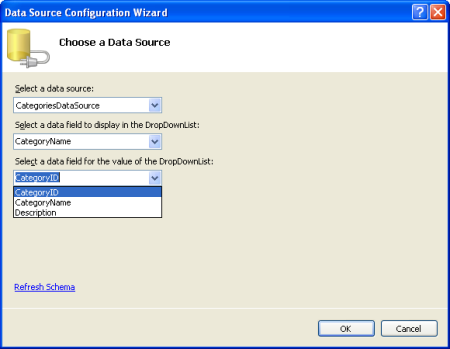 Data Source Configuration Wizard
Choose a Data Source
Select a data source:
CategoriesDataSource
Select a data field to display in the DropDownList:
CategoryName
Select a data field for the value of the DropDownList:
CategoryID
CategoryID
CategoryName
Description
Refresh Schema
OK Cancel